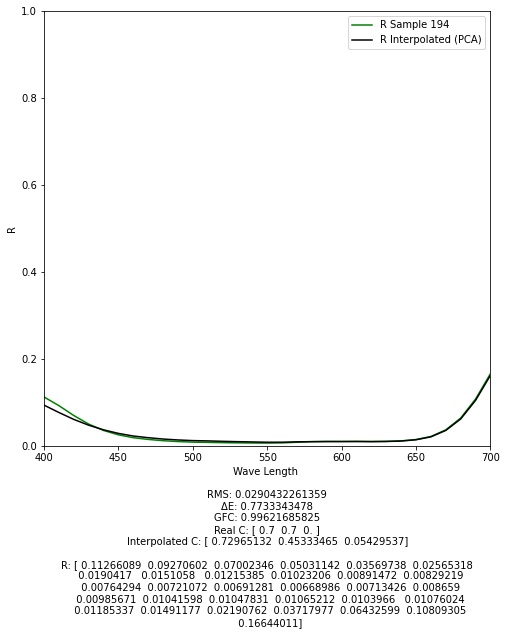 R Sample 194
R Interpolated (PCA)
1.0
0.8
0.6
0.4
0.2
0.0
R
400 450 500 550 600 650 700
Wave Length
RMS: 0.0290432261359
ΔE: 0.7733343478
GFC: 0.99621685825
Real C: [ 0.7 0.7 0. ]
Interpolated C: [ 0.72965132 0.45333465 0.05429537]
R: [ 0.11266089 0.09270602 0.07002346 0.05031142 0.03569738 0.02565318
0.0190417 0.0151058 0.01215385 0.01023206 0.00891472 0.00829219
0.00764294 0.00721072 0.00691281 0.00668986 0.00713426 0.008659
0.00985671 0.01041598 0.01047831 0.01065212 0.0103966 0.01076024
0.01185337 0.01491177 0.02190762 0.03717977 0.06432599 0.10809305
0.16644011]